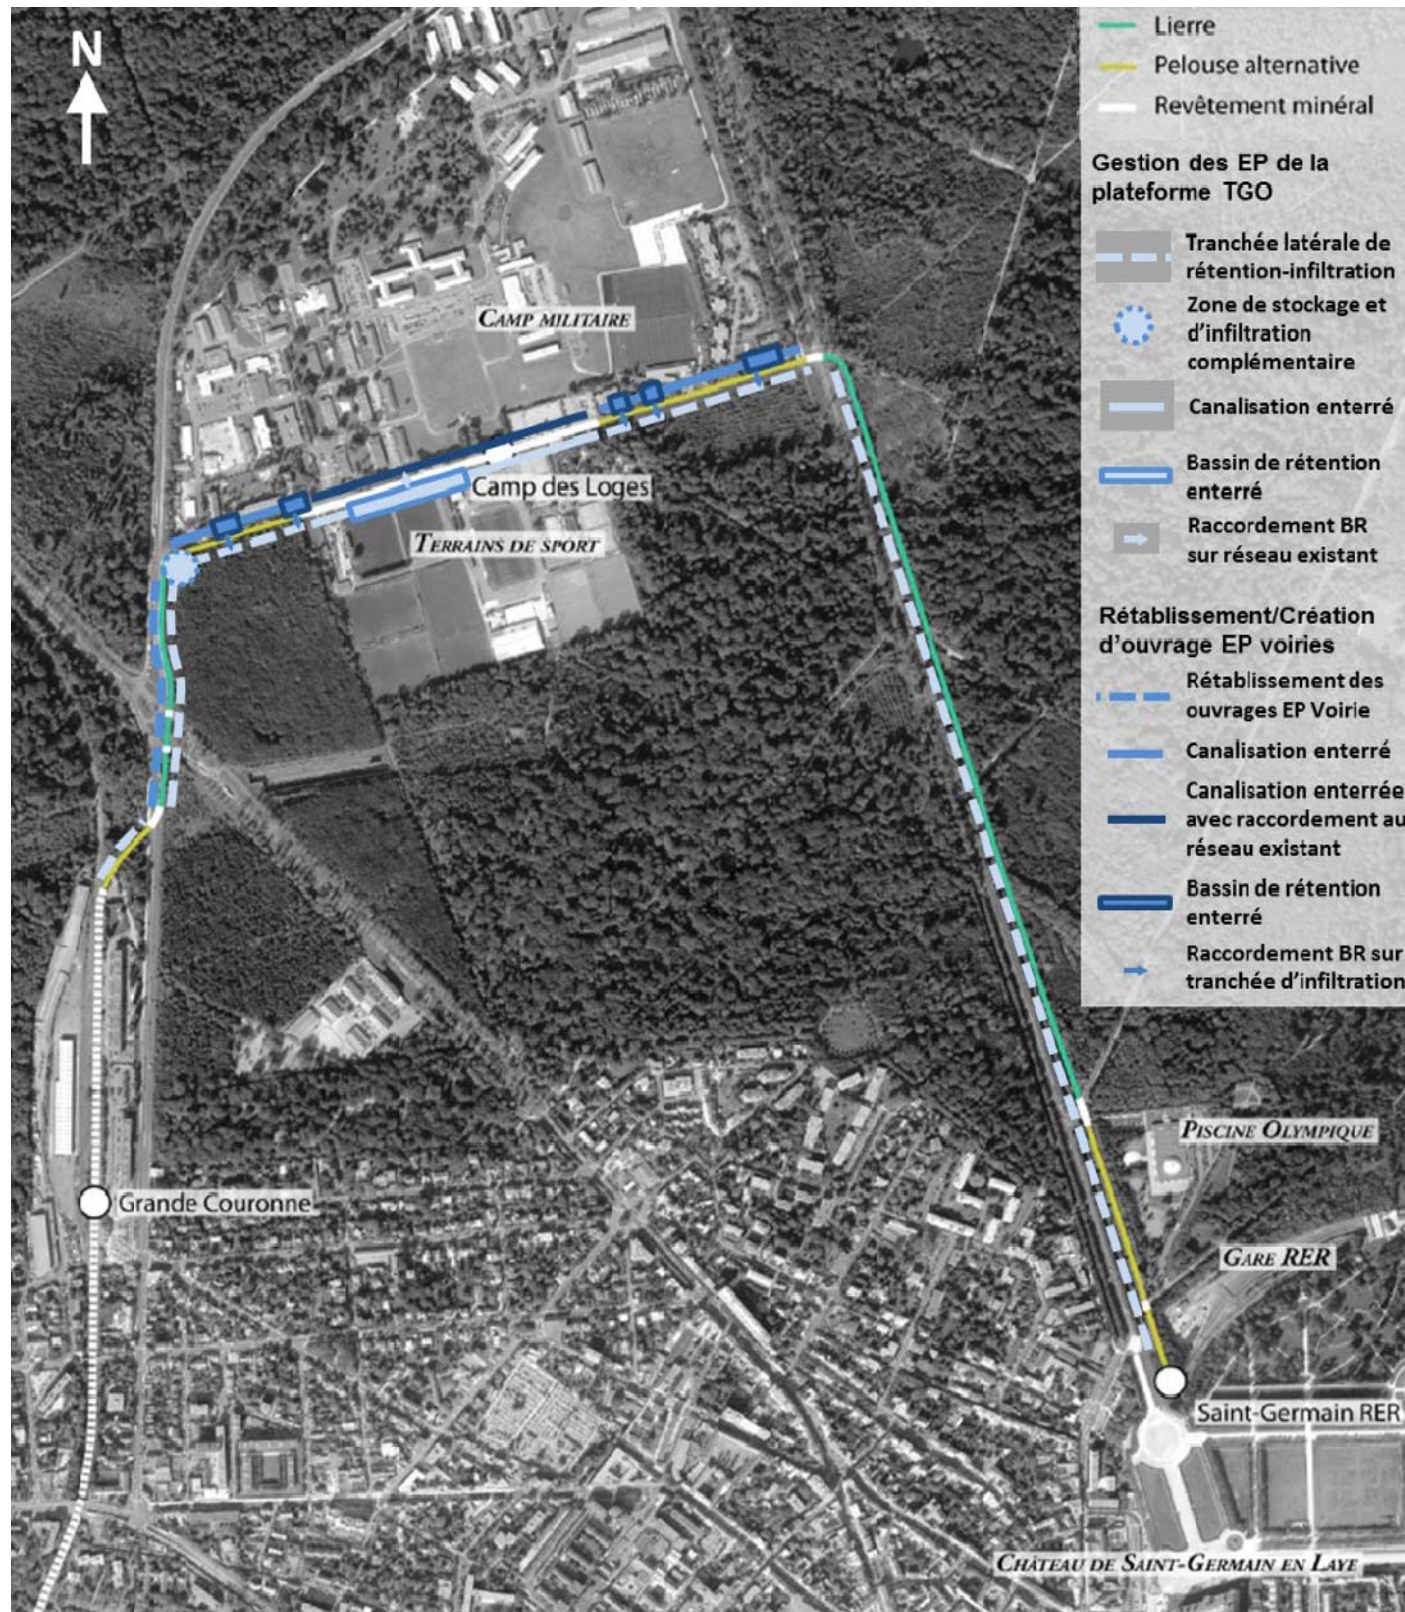 N
Lierre
Pelouse alternative
Revêtement minéral
Gestion des EP de la
plateforme TGO
Tranchée latérale de
rétention-infiltration
Zone de stockage et
d'infiltration
complémentaire
Canalisation enterré
Bassin de rétention
enterré
Raccordement BR
sur réseau existant
Rétablissement/Création
d'ouvrage EP voiries
Rétablissement des
ouvrages EP Voirie
Canalisation enterré
Canalisation enterrée
avec raccordement au
réseau existant
Bassin de rétention
enterré
Raccordement BR sur
tranchée d'infiltration
CAMP MILITAIRE
Camp des Loges
TERRAINS DE SPORT
PISCINE OLYMPIQUE
Grande Couronne
GARE RER
Saint-Germain RER
CHÂTEAU DE SAINT-GERMAIN EN LAYE